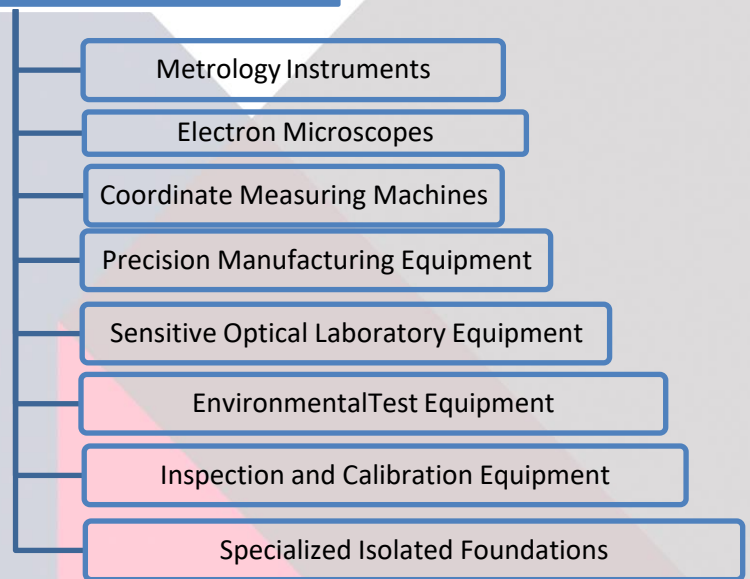 Metrology Instruments
Electron Microscopes
Coordinate Measuring Machines
Precision Manufacturing Equipment
Sensitive Optical Laboratory Equipment
EnvironmentalTest Equipment
Inspection and Calibration Equipment
Specialized Isolated Foundations